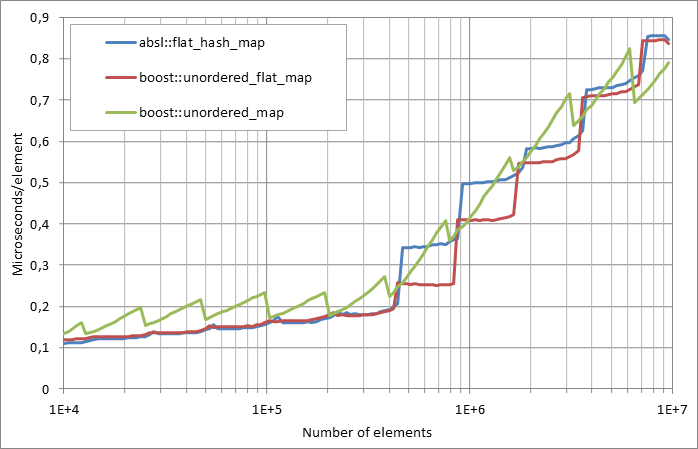 0,9
0,8
0,7
0,6
0,5
0,4
0,3
0,2
0,1
0
Microseconds/element
absl::flat_hash_map
boost::unordered_flat_map
boost::unordered_map
1E+4 1E+5 1E+6 1E+7
Number of elements